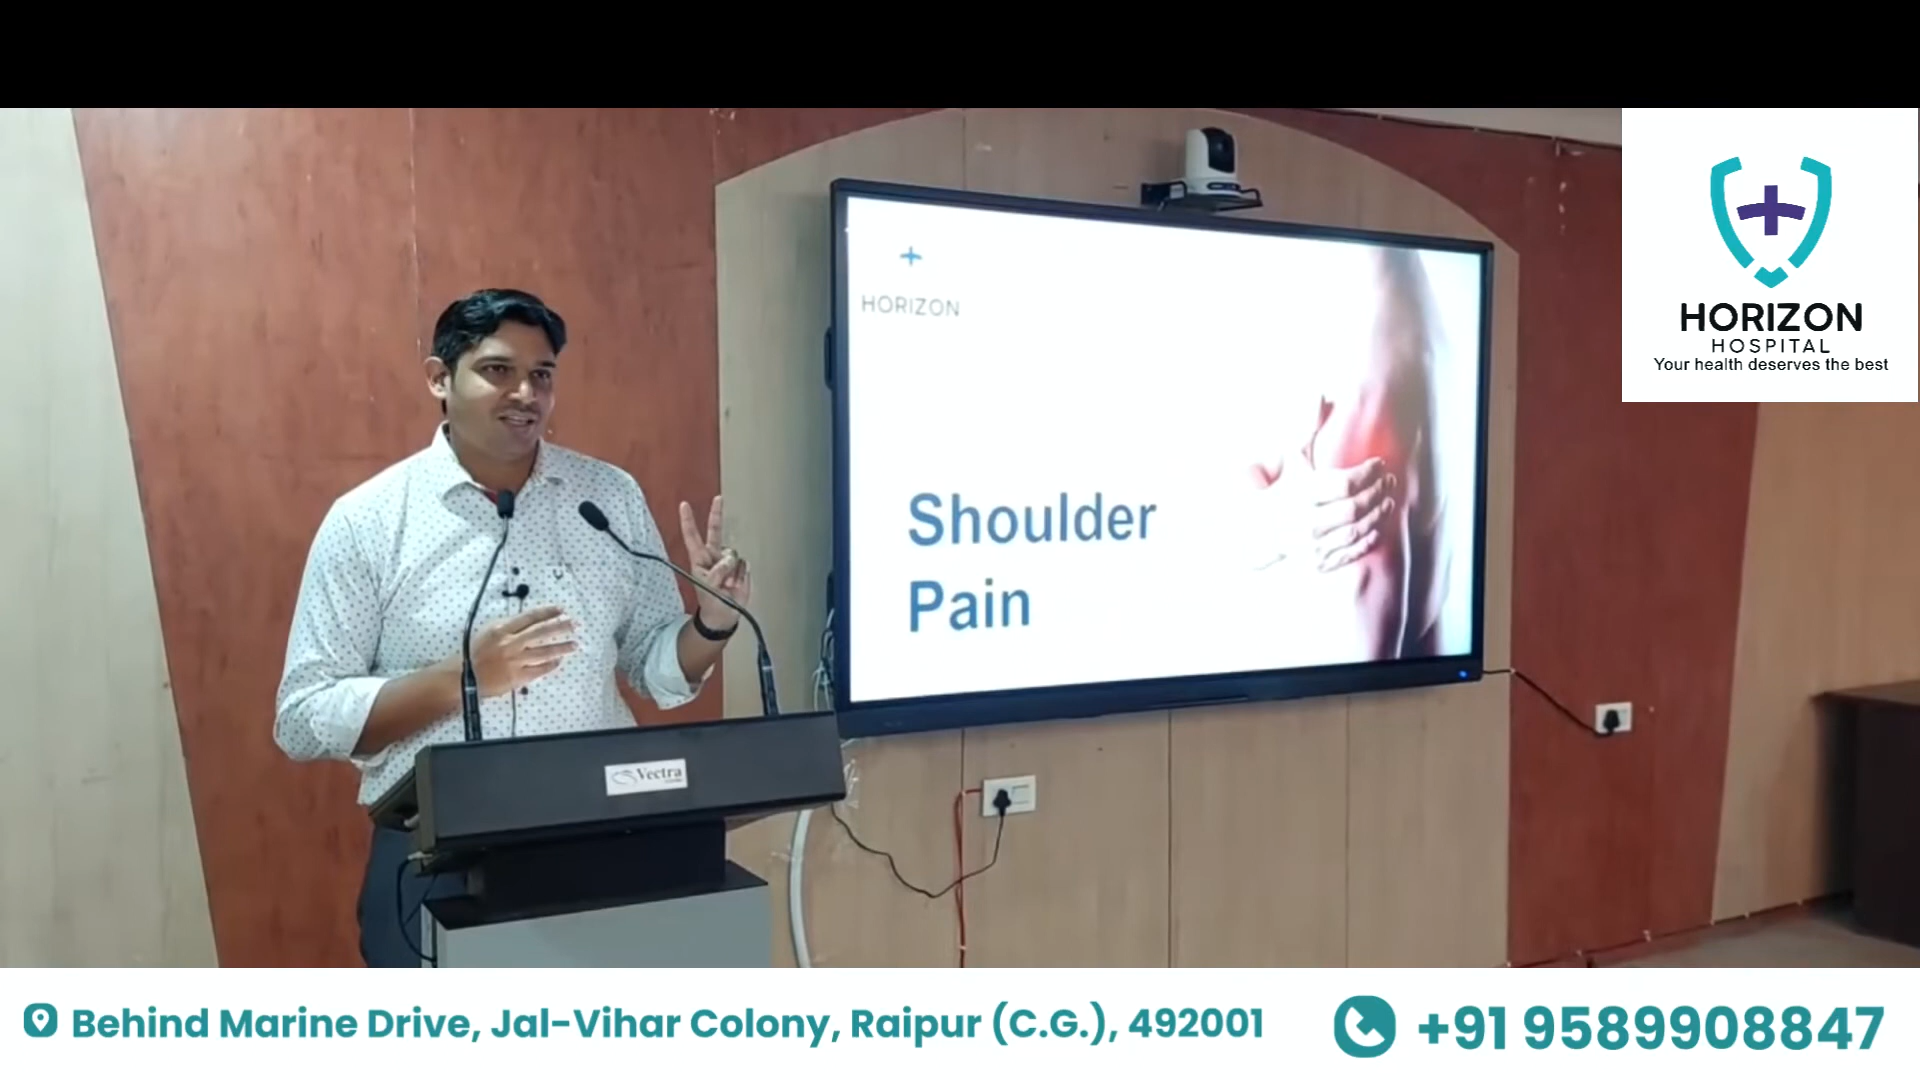 HORIZON
Shoulder
Pain
Vectra
HORIZON
HOSPITAL
Your health deserves the best
Behind Marine Drive, Jal-Vihar Colony, Raipur (C.G.), 492001
+91 9589908847